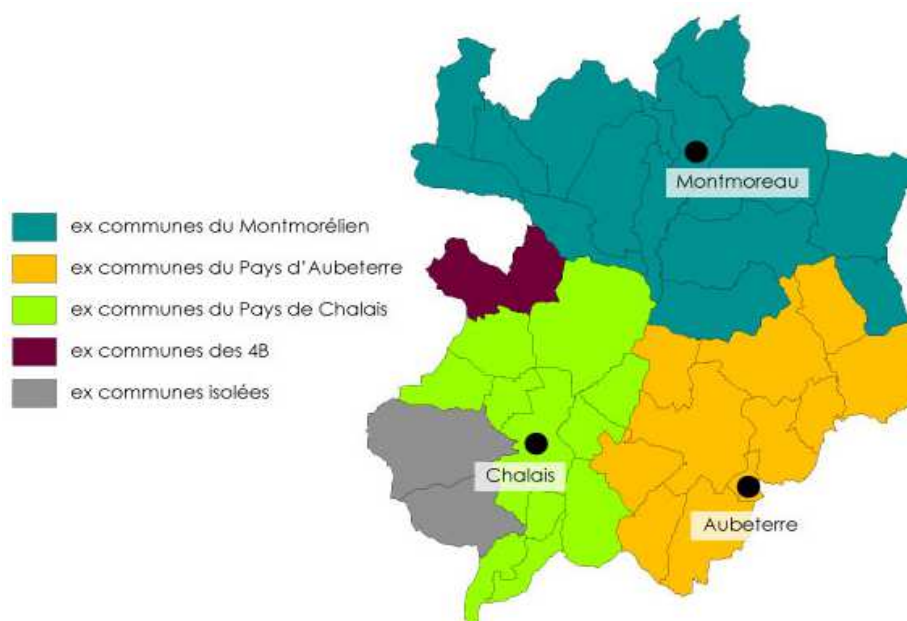 Montmoreau
ex communes du Montmorélien
ex communes du Pays d'Aubeterre
ex communes du Pays de Chalais
ex communes des 4B
ex communes isolées
Chalais
Aubeterre